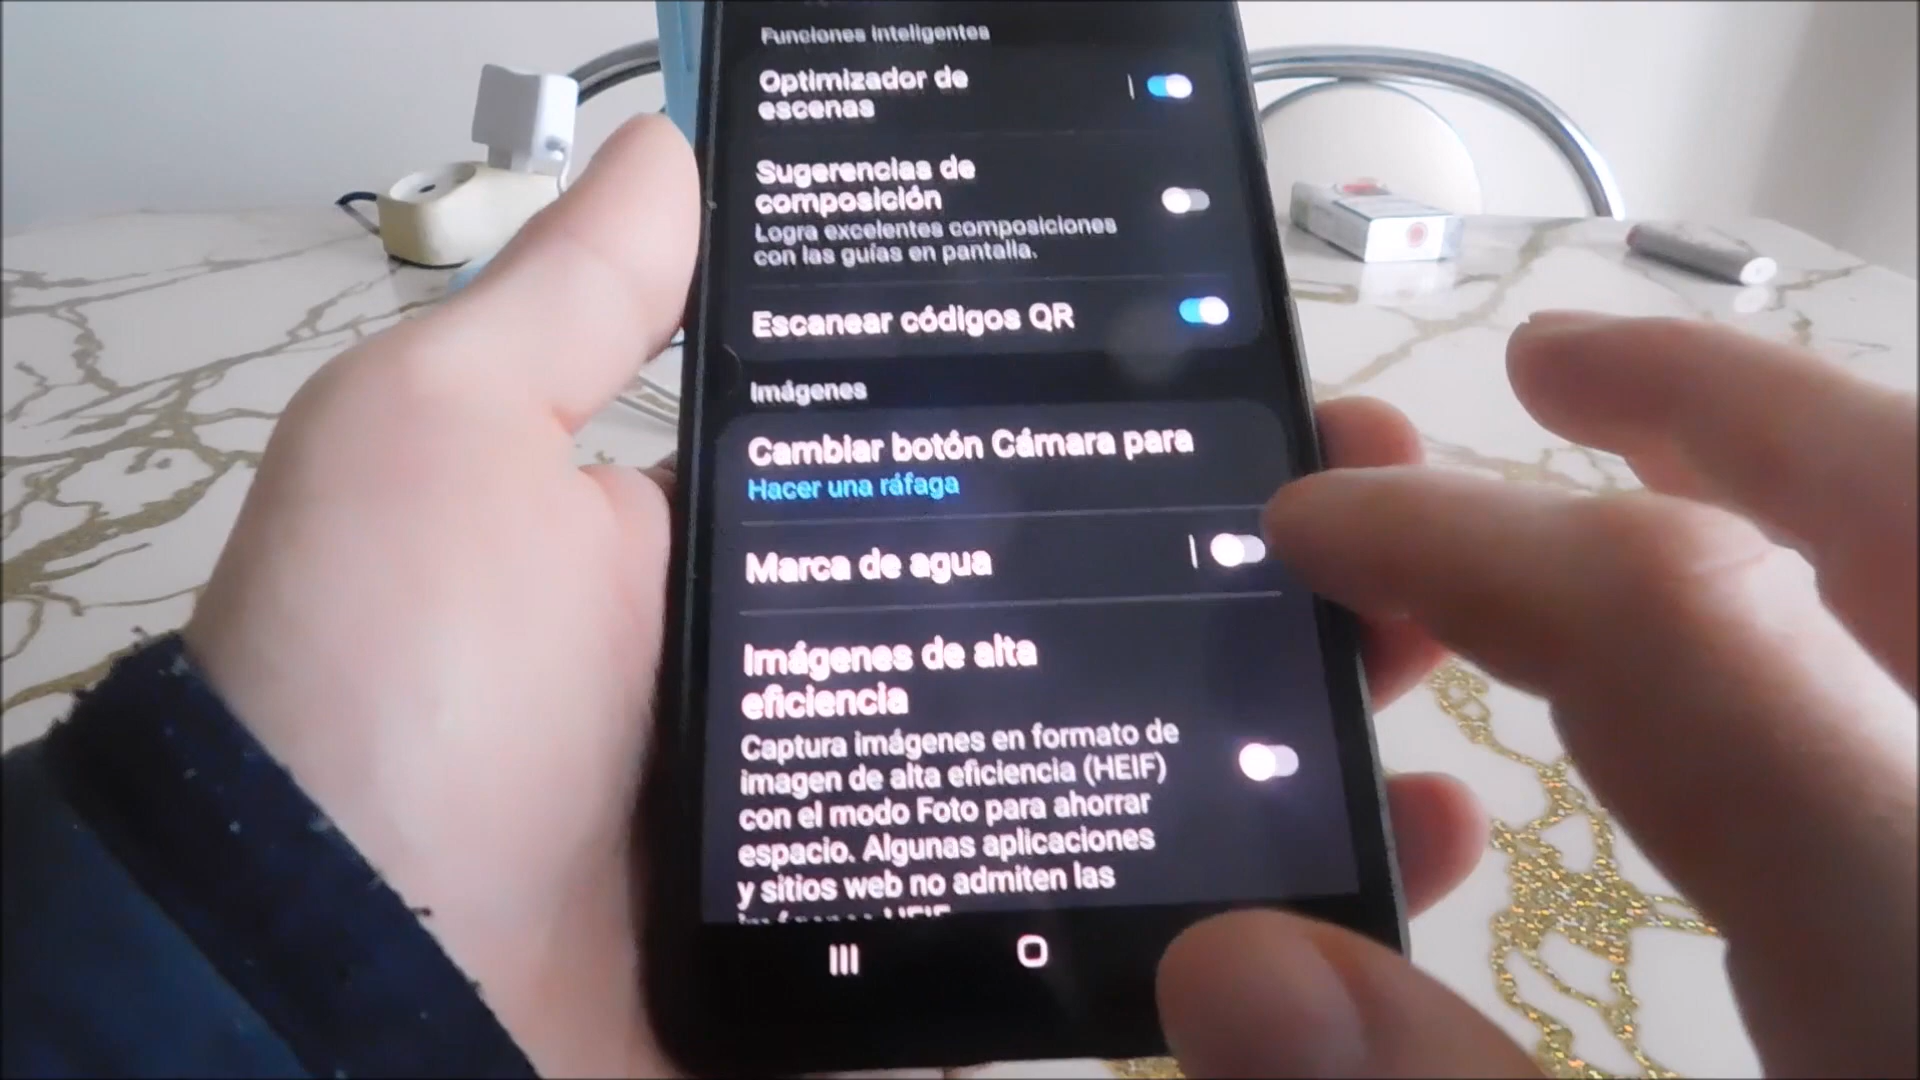 Funciones inteligentes
Optimizador de
escenas
Sugerencias de
composición
Logra excelentes composiciones
con las guías en pantalla.
Escanear códigos QR
Imágenes
Cambiar botón Cámara para
Hacer una ráfaga
Marca de agua
Imágenes de alta
eficiencia
Captura imágenes en formato de
imagen de alta eficiencia (HEIF)
con el modo Foto para ahorrar
espacio. Algunas aplicaciones
y sitios web no admiten las